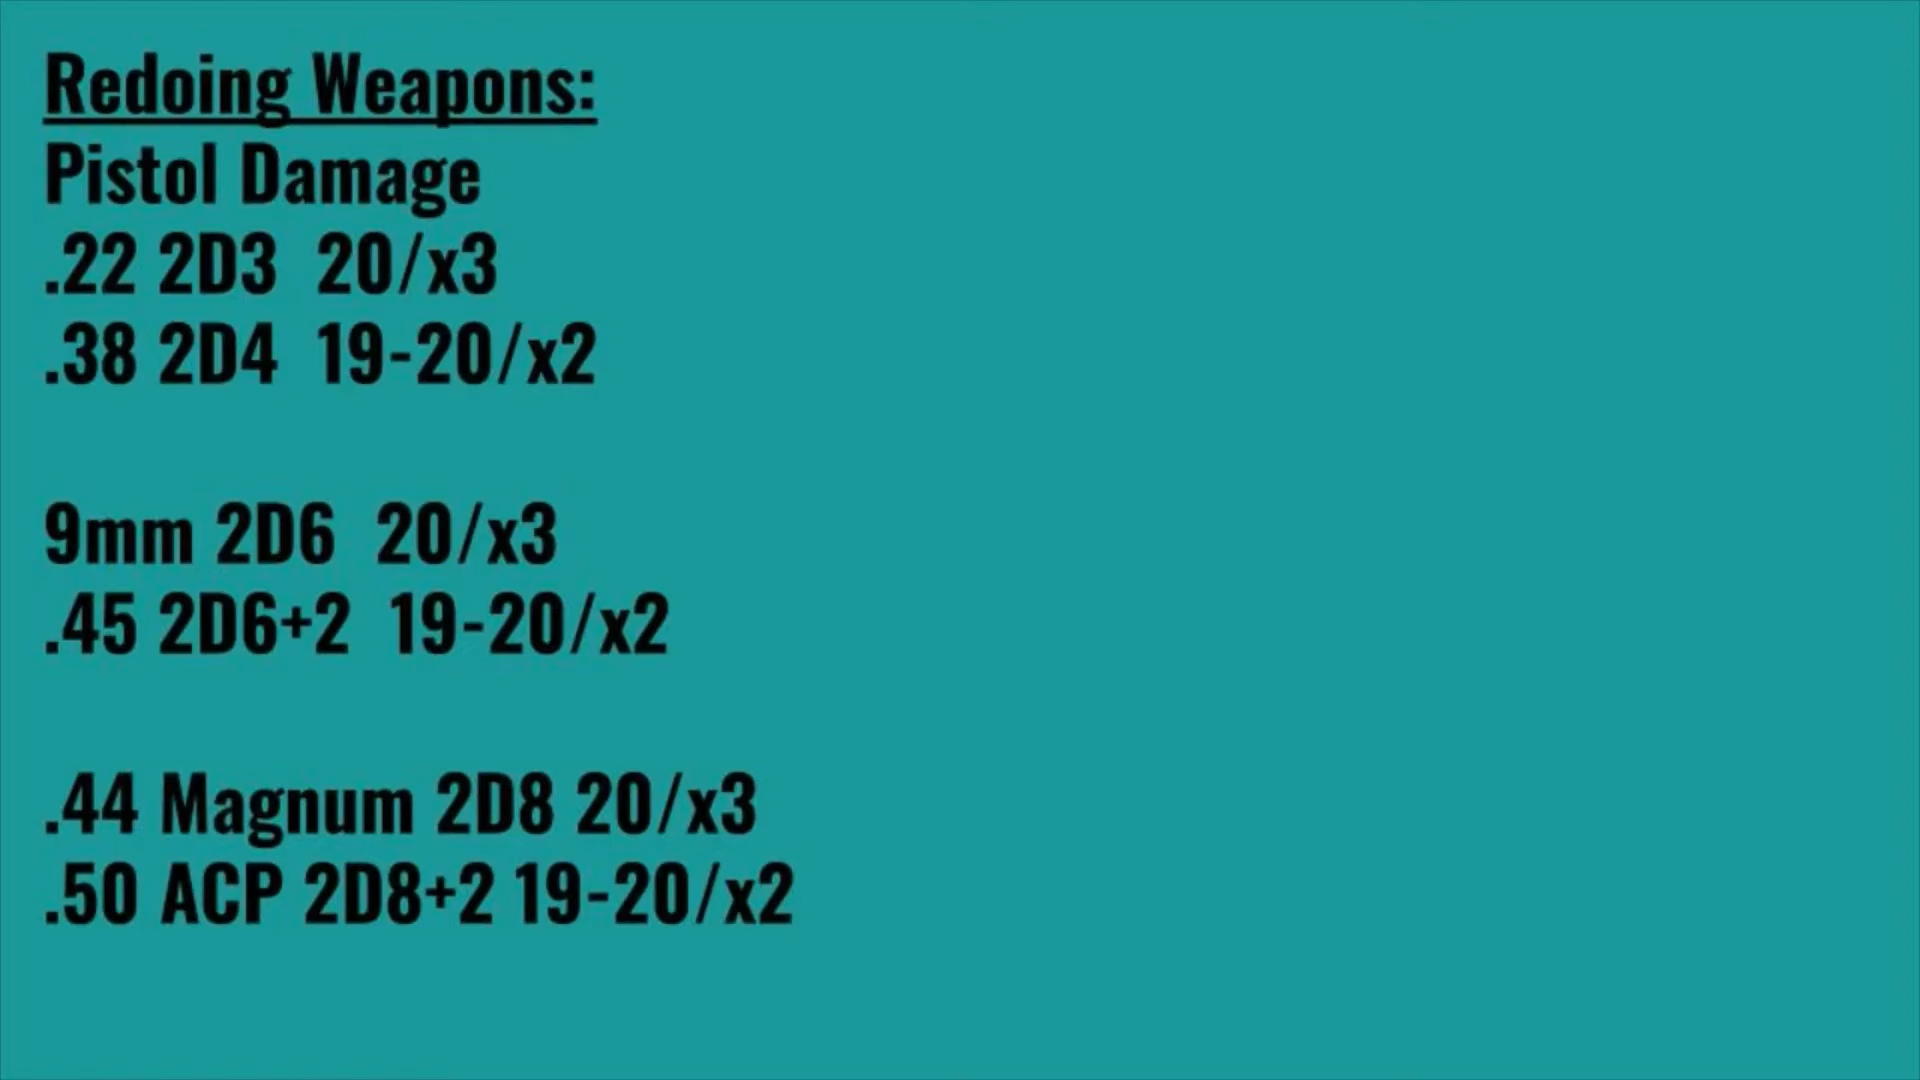 Redoing Weapons:
Pistol Damage
.22 2D3 20/x3
.38 2D4 19-20/x2
9mm 2D6 20/x3
.45 2D6+2 19-20/x2
.44 Magnum 2D8 20/x3
.50 ACP 2D8+2 19-20/x2